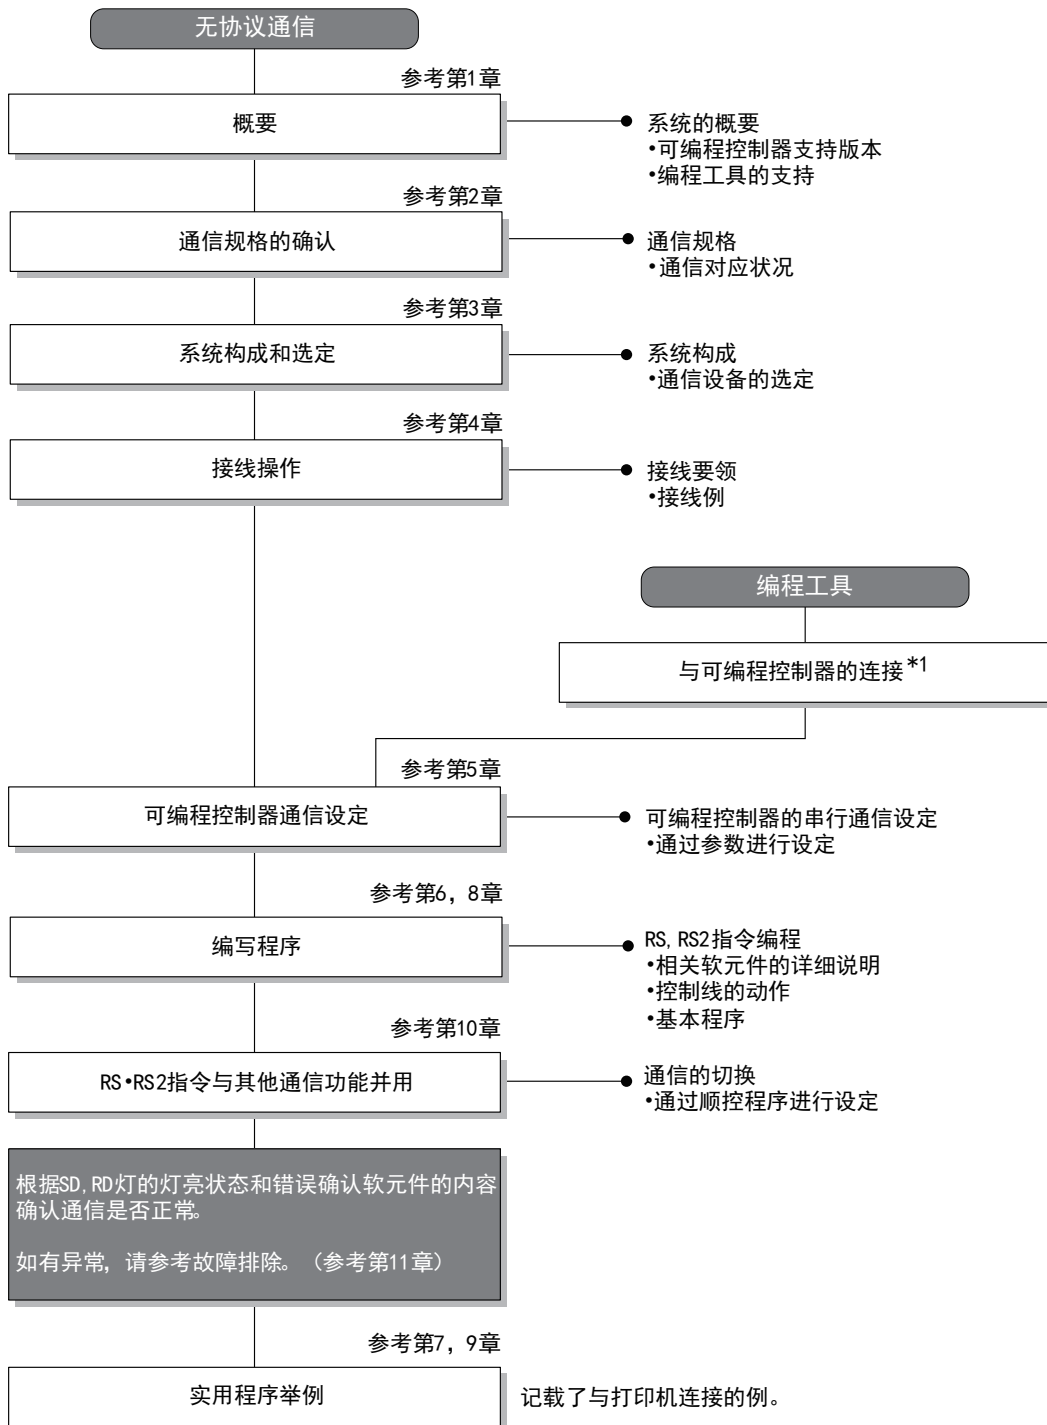 无协议通信
参考第1章
概要
系统的概要
•可编程控制器支持版本
•编程工具的支持
参考第2章
通信规格的确认
通信规格
•通信对应状况
参考第3章
系统构成和选定
系统构成
•通信设备的选定
参考第4章
接线操作
接线要领
•接线例
编程工具
与可编程控制器的连接*1
参考第5章
可编程控制器通信设定
可编程控制器的串行通信设定
•通过参数进行设定
参考第6, 8章
编写程序
RS, RS2指令编程
•相关软元件的详细说明
•控制线的动作
•基本程序
参考第10章
RS•RS2指令与其他通信功能并用
通信的切换
•通过顺控程序进行设定
根据SD, RD灯的灯亮状态和错误确认软元件的内容
确认通信是否正常。
如有异常，请参考故障排除。（参考第11章）
参考第7, 9章
实用程序举例
记载了与打印机连接的例。